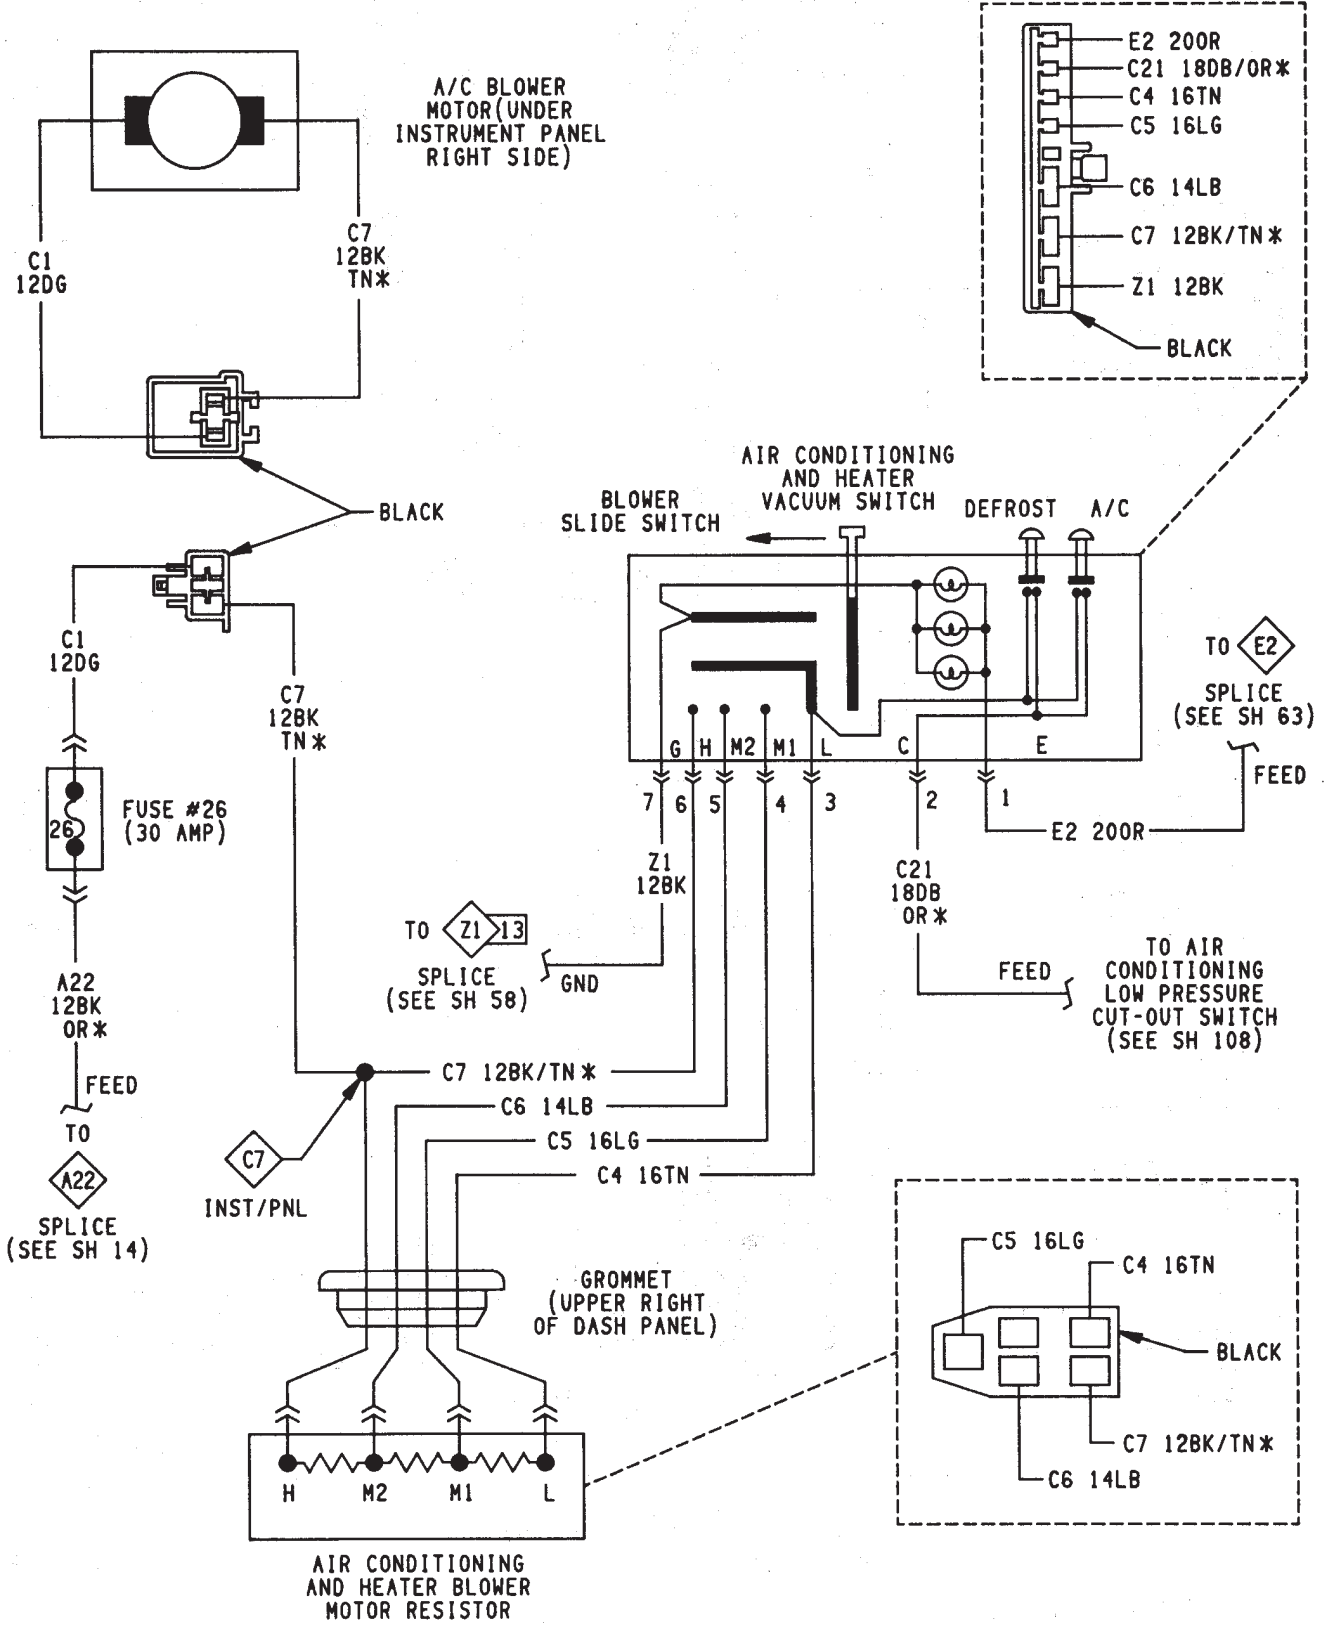 A/C BLOWER
MOTOR(UNDER
INSTRUMENT PANEL
RIGHT SIDE)
C1
12DG
C7
12BK
TN*
BLACK
C1
12DG
C7
12BK
TN*
26
FUSE #26
(30 AMP)
A22
12BK
OR*
FEED
TO
A22
SPLICE
(SEE SH 14)
E2 20OR
C21 18DB/OR*
C4 16TN
C5 16LG
C6 14LB
C7 12BK/TN*
Z1 12BK
BLACK
AIR CONDITIONING
AND HEATER
VACUUM SWITCH
BLOWER
SLIDE SWITCH
DEFROST
A/C
G H M2 M1 L C E
7 6 5 4 3 2 1
TO E2
SPLICE
(SEE SH 63)
FEED
E2 20OR
Z1
12BK
C21
18DB
OR*
TO Z1 13
SPLICE
(SEE SH 58)
GND
FEED
TO AIR
CONDITIONING
LOW PRESSURE
CUT-OUT SWITCH
(SEE SH 108)
C7 12BK/TN*
C6 14LB
C5 16LG
C4 16TN
C7
INST/PNL
GROMMET
(UPPER RIGHT
OF DASH PANEL)
H M2 M1 L
AIR CONDITIONING
AND HEATER BLOWER
MOTOR RESISTOR
C5 16LG
C4 16TN
BLACK
C7 12BK/TN*
C6 14LB